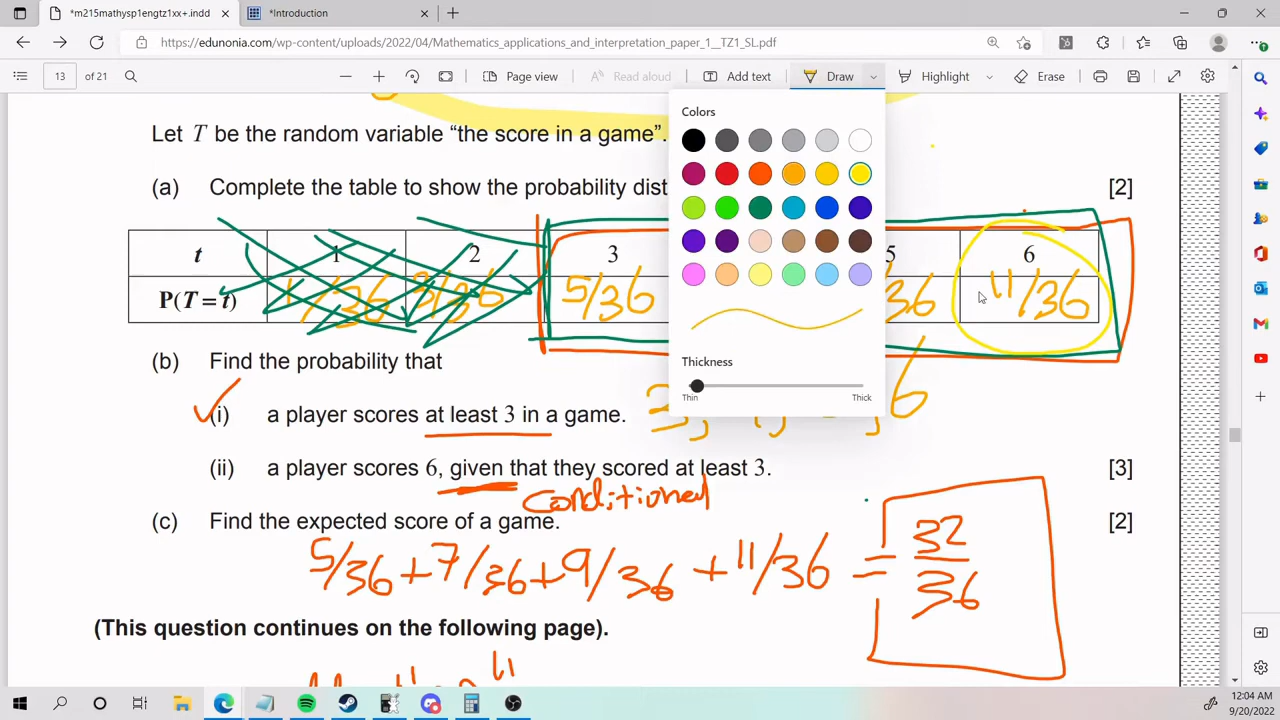 *m215mathysp1engtz1xx+.indd
*Introduction
https://edunonia.com/wp-content/uploads/2022/04/Mathematics_applications_and_interpretation_paper_1__TZ1_SL.pdf
13 of 21
Page view
Read aloud
Add text
Draw
Highlight
Erase
Colors
Let T be the random variable “the score in a game”.
(a) Complete the table to show the probability dist [2]
t 1 2 3 5 6
P(T = t) 1/36 3/36 5/36 36 11/36
Thickness
Thin Thick
(b) Find the probability that
(i) a player scores at least 3 in a game.
6
(ii) a player scores 6, given that they scored at least 3. [3]
conditioned
(c) Find the expected score of a game. [2]
5/36 + 7/36 + 9/36 + 11/36 = 32/36
(This question continues on the following page).
12:04 AM
9/20/2022